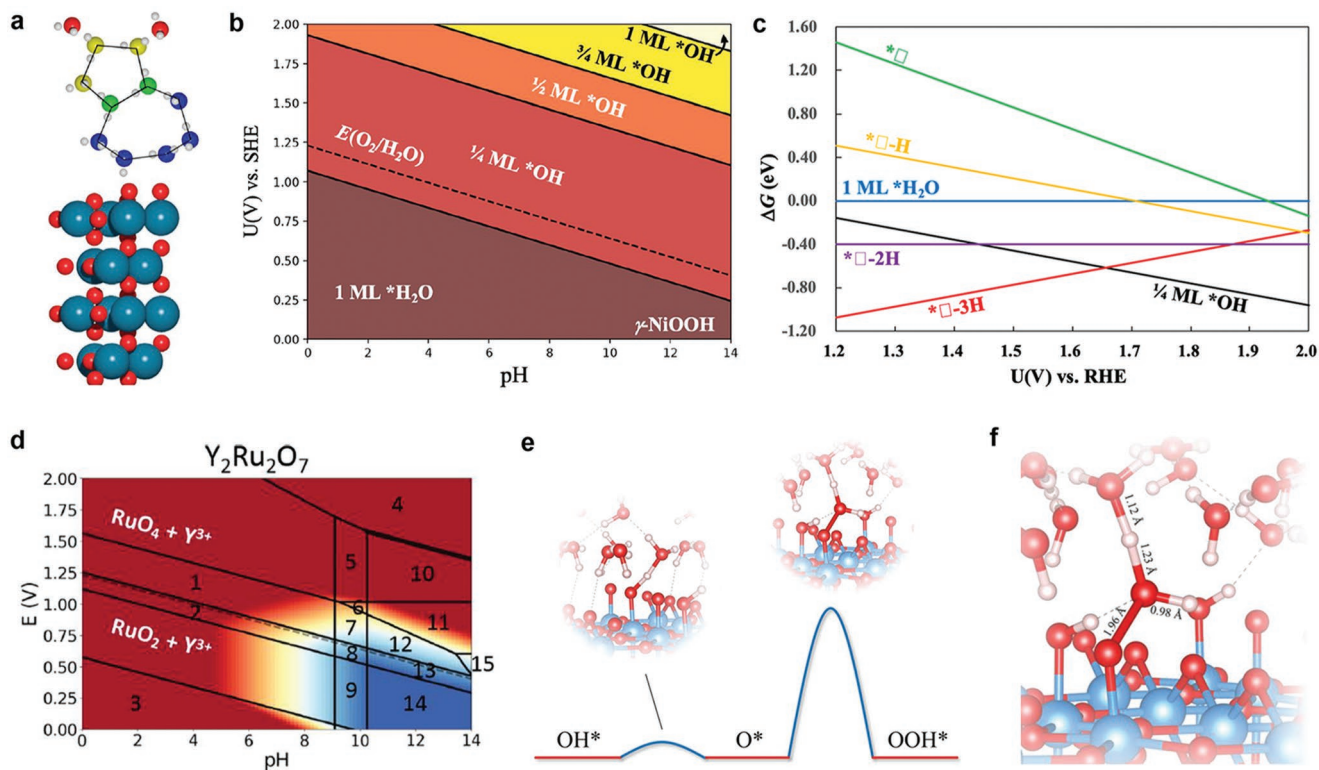 a
b
2.00
1.75
1.50
1.25
1.00
0.75
0.50
0.25
0.00
U(V) vs. SHE
0 2 4 6 8 10 12 14
pH
1 ML *OH
¾ ML *OH
½ ML *OH
¼ ML *OH
E(O₂/H₂O)
1 ML *H₂O
γ-NiOOH
c
1.60
1.20
0.80
0.40
0.00
-0.40
-0.80
-1.20
ΔG (eV)
*□
*□-H
1 ML *H₂O
*□-2H
¼ ML *OH
*□-3H
1.2 1.3 1.4 1.5 1.6 1.7 1.8 1.9 2.0
U(V) vs. RHE
d
Y₂Ru₂O₇
2.00
1.75
1.50
1.25
1.00
0.75
0.50
0.25
0.00
E (V)
RuO₄ + Y³⁺
4
5
10
1
2
6
11
7
12
RuO₂ + Y³⁺
8
13
15
9
14
3
0 2 4 6 8 10 12 14
pH
e
OH*
O*
OOH*
f
1.12 Å
1.23 Å
0.98 Å
1.96 Å